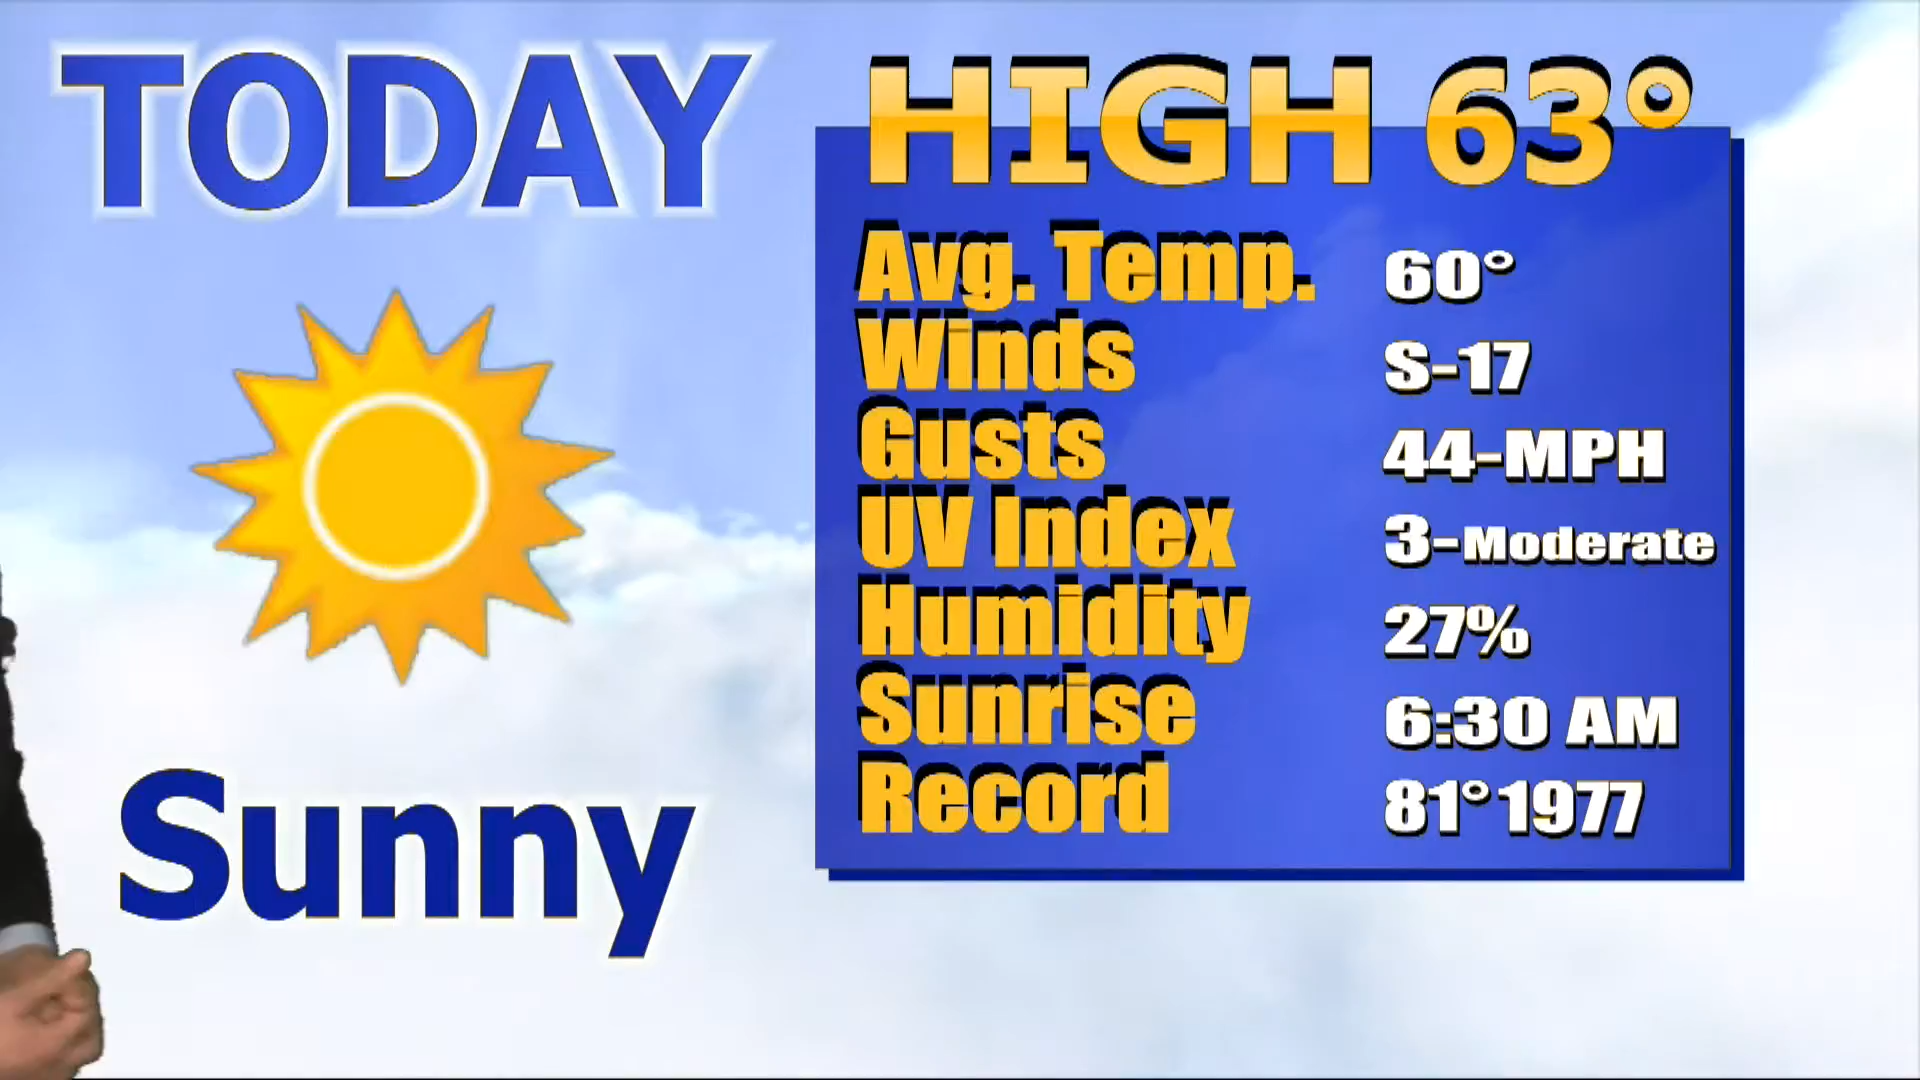 TODAY
HIGH 63°
Avg. Temp. 60°
Winds S-17
Gusts 44-MPH
UV Index 3-Moderate
Humidity 27%
Sunrise 6:30 AM
Record 81° 1977
Sunny